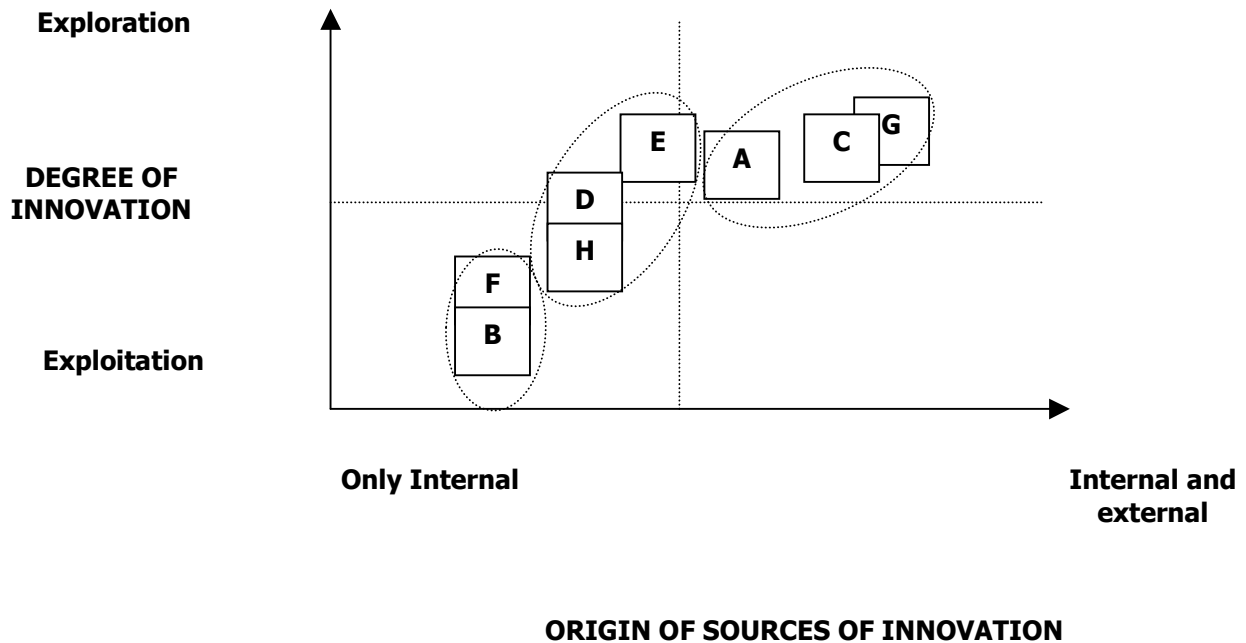 Exploration
E
A
C
G
DEGREE OF
INNOVATION
D
H
F
B
Exploitation
Only Internal
Internal and
external
ORIGIN OF SOURCES OF INNOVATION